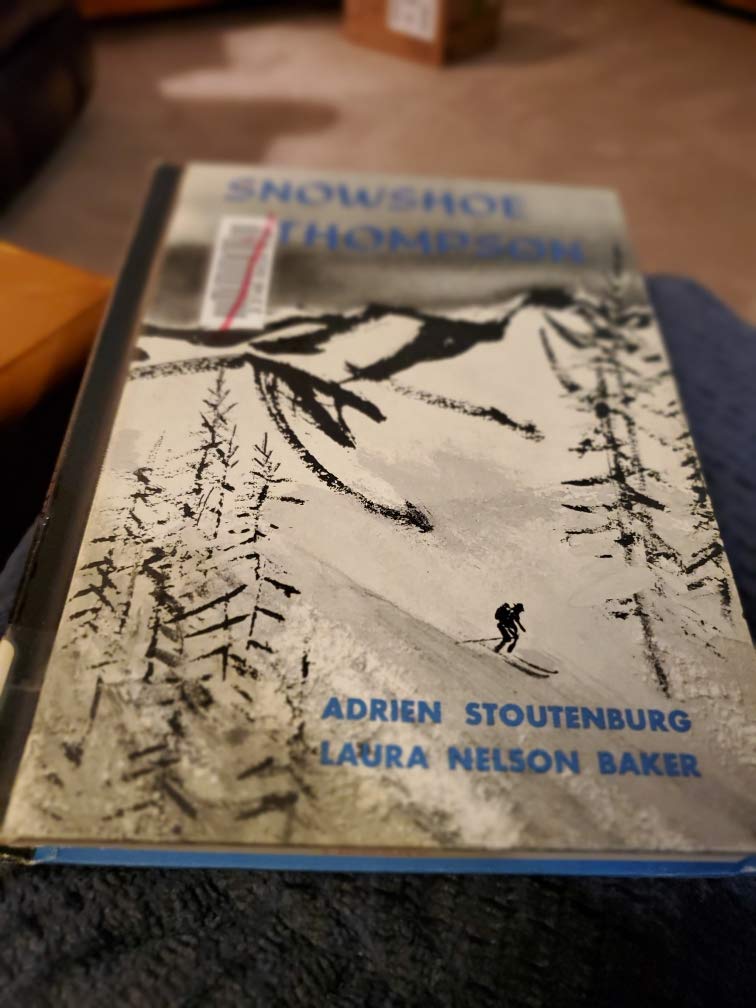 SNOWSHOE
THOMPSON
ADRIEN STOUTENBURG
LAURA NELSON BAKER